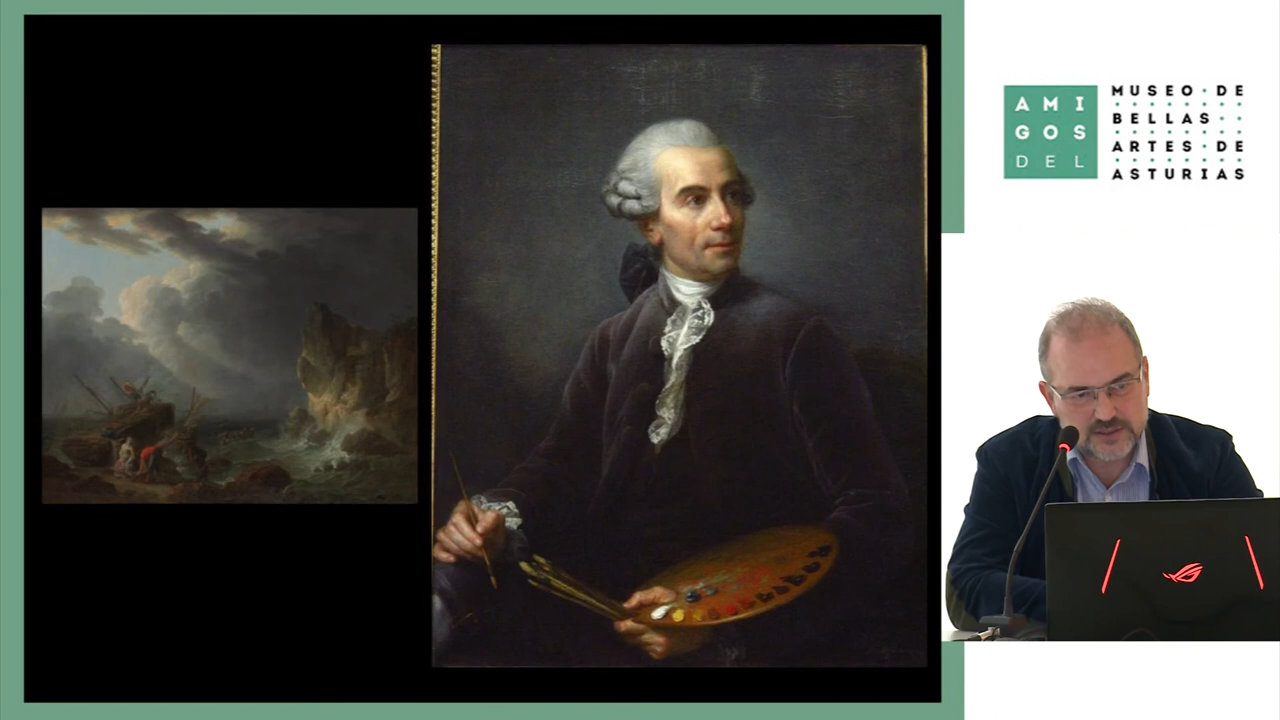 AMI
GOS
DEL
MUSEO DE
BELLAS
ARTES DE
ASTURIAS